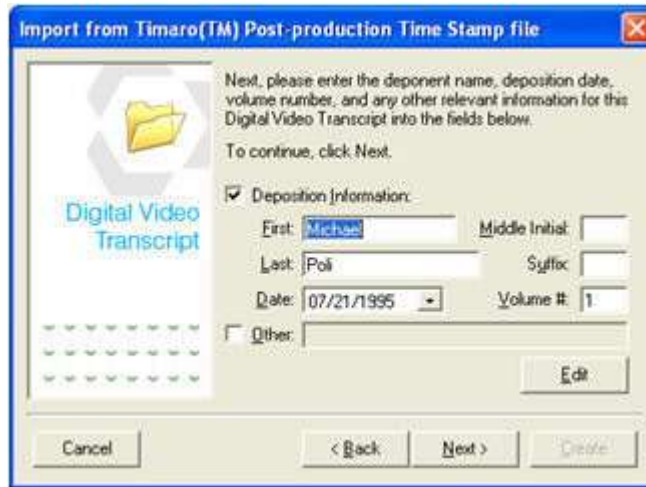 Import from Timaro(TM) Post-production Time Stamp file
Next, please enter the deponent name, deposition date,
volume number, and any other relevant information for this
Digital Video Transcript into the fields below.
To continue, click Next.
Digital Video
Transcript
Deposition Information:
First: Michael Middle Initial:
Last: Poli Suffix:
Date: 07/21/1995 Volume #: 1
Other:
Edit
Cancel < Back Next > Create